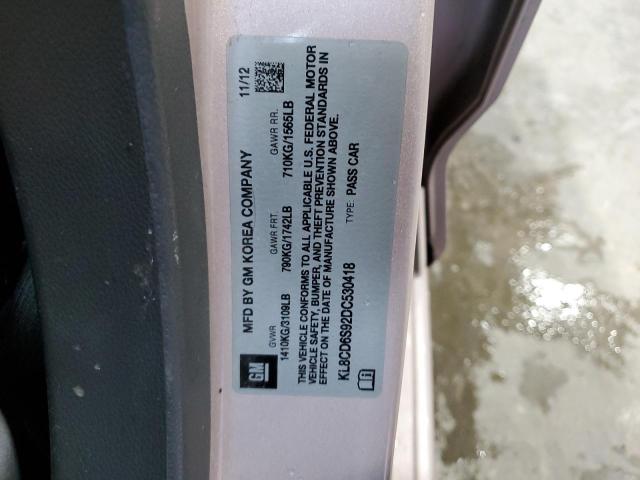 GM
MFD BY GM KOREA COMPANY
11/12
GVWR GAWR FRT. GAWR RR.
1410KG/3109LB 790KG/1742LB 710KG/1565LB
THIS VEHICLE CONFORMS TO ALL APPLICABLE U.S. FEDERAL MOTOR
VEHICLE SAFETY, BUMPER, AND THEFT PREVENTION STANDARDS IN
EFFECT ON THE DATE OF MANUFACTURE SHOWN ABOVE.
KL8CD6S92DC530418 TYPE: PASS CAR